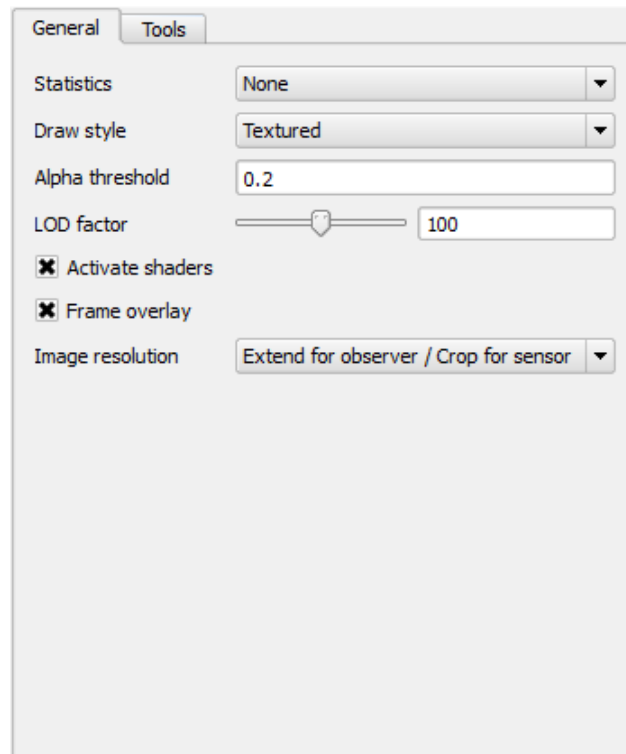 General Tools
Statistics None
Draw style Textured
Alpha threshold 0.2
LOD factor 100
Activate shaders
Frame overlay
Image resolution Extend for observer / Crop for sensor